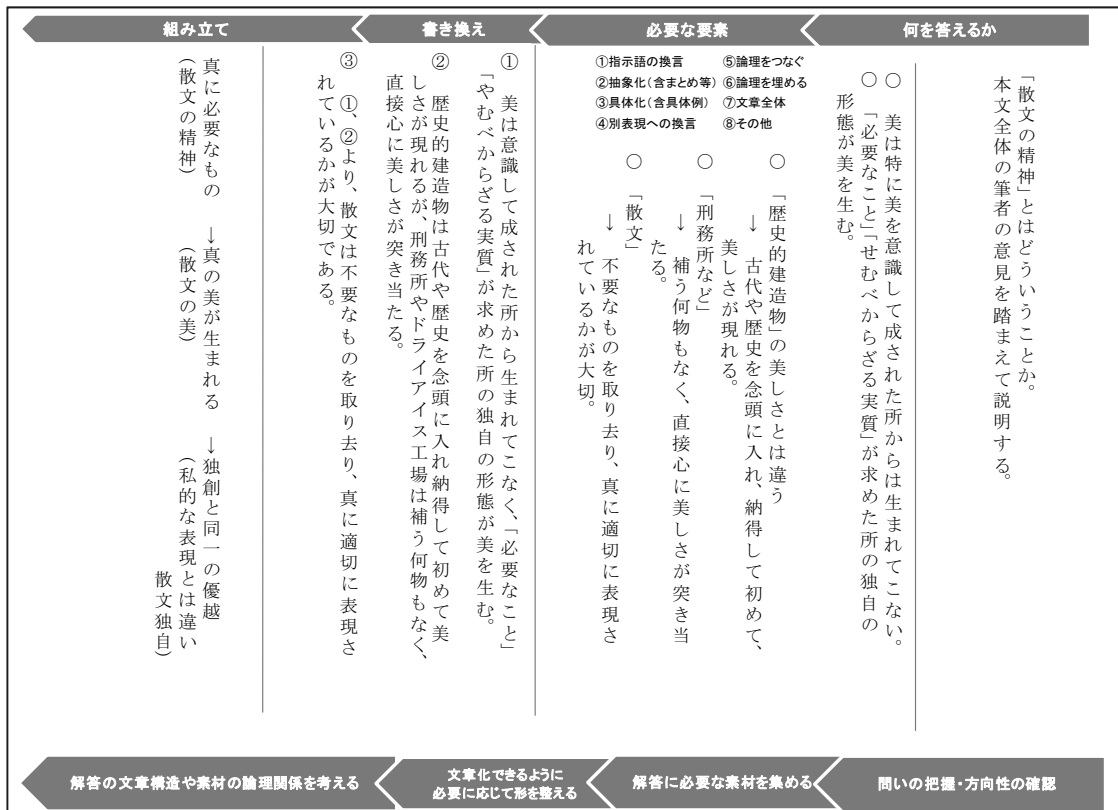 何を答えるか
必要な要素
書き換え
組み立て
「散文の精神」とはどういうことか。
本文全体の筆者の意見を踏まえて説明する。
○　美は特に美を意識して成された所からは生まれてこない。
○　「必要なこと」「せむべからざる実質」が求めた所の独自の
形態が美を生む。
①指示語の換言
②抽象化（含まとめ等）
③具体化（含具体例）
④別表現への換言
⑤論理をつなぐ
⑥論理を埋める
⑦文章全体
⑧その他
○　「歴史的建造物」の美しさとは違う
→　古代や歴史を念頭に入れ、納得して初めて、
美しさが現れる。
○　「刑務所など」
→　補う何物もなく、直接心に美しさが突き当
たる。
○　「散文」
→　不要なものを取り去り、真に適切に表現さ
れているかが大切。
①　美は意識して成された所から生まれてこなく、「必要なこと」
「やむべからざる実質」が求めた所の独自の形態が美を生む。
②　歴史的建造物は古代や歴史を念頭に入れ納得して初めて美
しさが現れるが、刑務所やドライアイス工場は補う何物もなく、
直接心に美しさが突き当たる。
③　①、②より、散文は不要なものを取り去り、真に適切に表現さ
れているかが大切である。
真に必要なもの　→真の美が生まれる　→独創と同一の優越
（散文の精神）　（散文の美）　（私的な表現とは違い
散文独自）
問いの把握・方向性の確認
解答に必要な素材を集める
文章化できるように
必要に応じて形を整える
解答の文章構造や素材の論理関係を考える